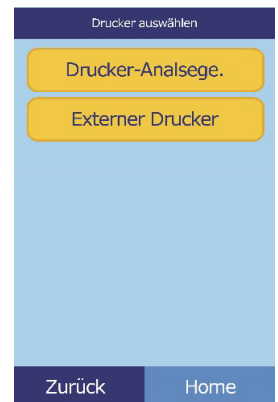 Drucker auswählen
Drucker-Analsege.
Externer Drucker
Zurück Home